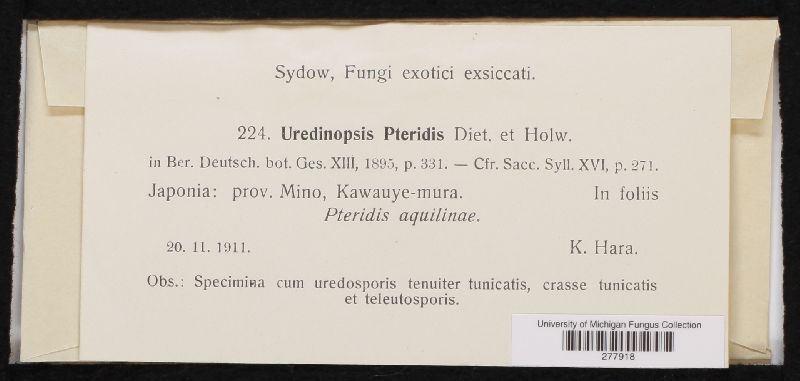 Sydow, Fungi exotici exsiccati.
224. Uredinopsis Pteridis Diet. et Holw.
in Ber. Deutsch. bot. Ges. XIII, 1895, p. 331. — Cfr. Sacc. Syll. XVI, p. 271.
Japonia: prov. Mino, Kawauye-mura. In foliis
Pteridis aquilinae.
20. 11. 1911. K. Hara.
Obs.: Specimina cum uredosporis tenuiter tunicatis, crasse tunicatis
et teleutosporis.
University of Michigan Fungus Collection
277918